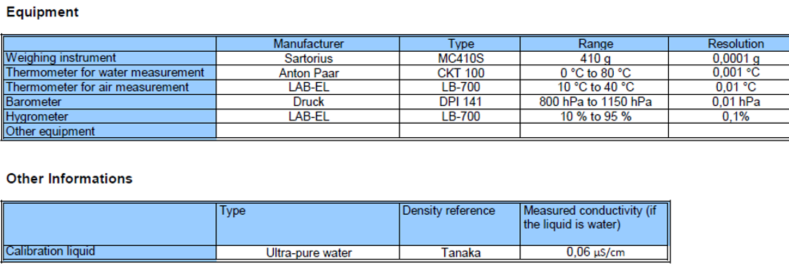 Equipment
Manufacturer Type Range Resolution
Weighing instrument Sartorius MC410S 410 g 0,0001 g
Thermometer for water measurement Anton Paar CKT 100 0 °C to 80 °C 0,001 °C
Thermometer for air measurement LAB-EL LB-700 10 °C to 40 °C 0,01 °C
Barometer Druck DPI 141 800 hPa to 1150 hPa 0,01 hPa
Hygrometer LAB-EL LB-700 10 % to 95 % 0,1%
Other equipment
Other Informations
Type Density reference Measured conductivity (if
the liquid is water)
Calibration liquid Ultra-pure water Tanaka 0,06 µS/cm